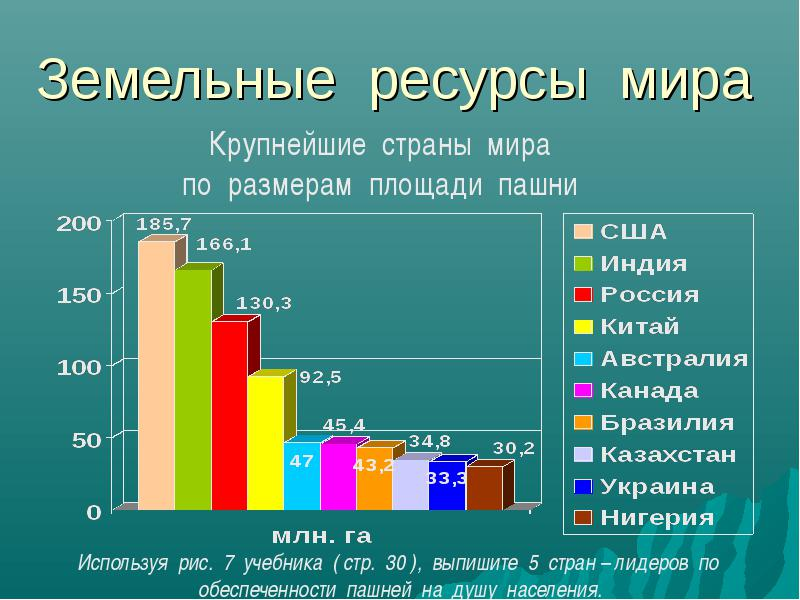 Земельные ресурсы мира
Крупнейшие страны мира
по размерам площади пашни
200
150
100
50
0
185,7
166,1
130,3
92,5
47
45,4
43,2
34,8
33,3
30,2
млн. га
США
Индия
Россия
Китай
Австралия
Канада
Бразилия
Казахстан
Украина
Нигерия
Используя рис. 7 учебника ( стр. 30 ), выпишите 5 стран – лидеров по
обеспеченности пашней на душу населения.